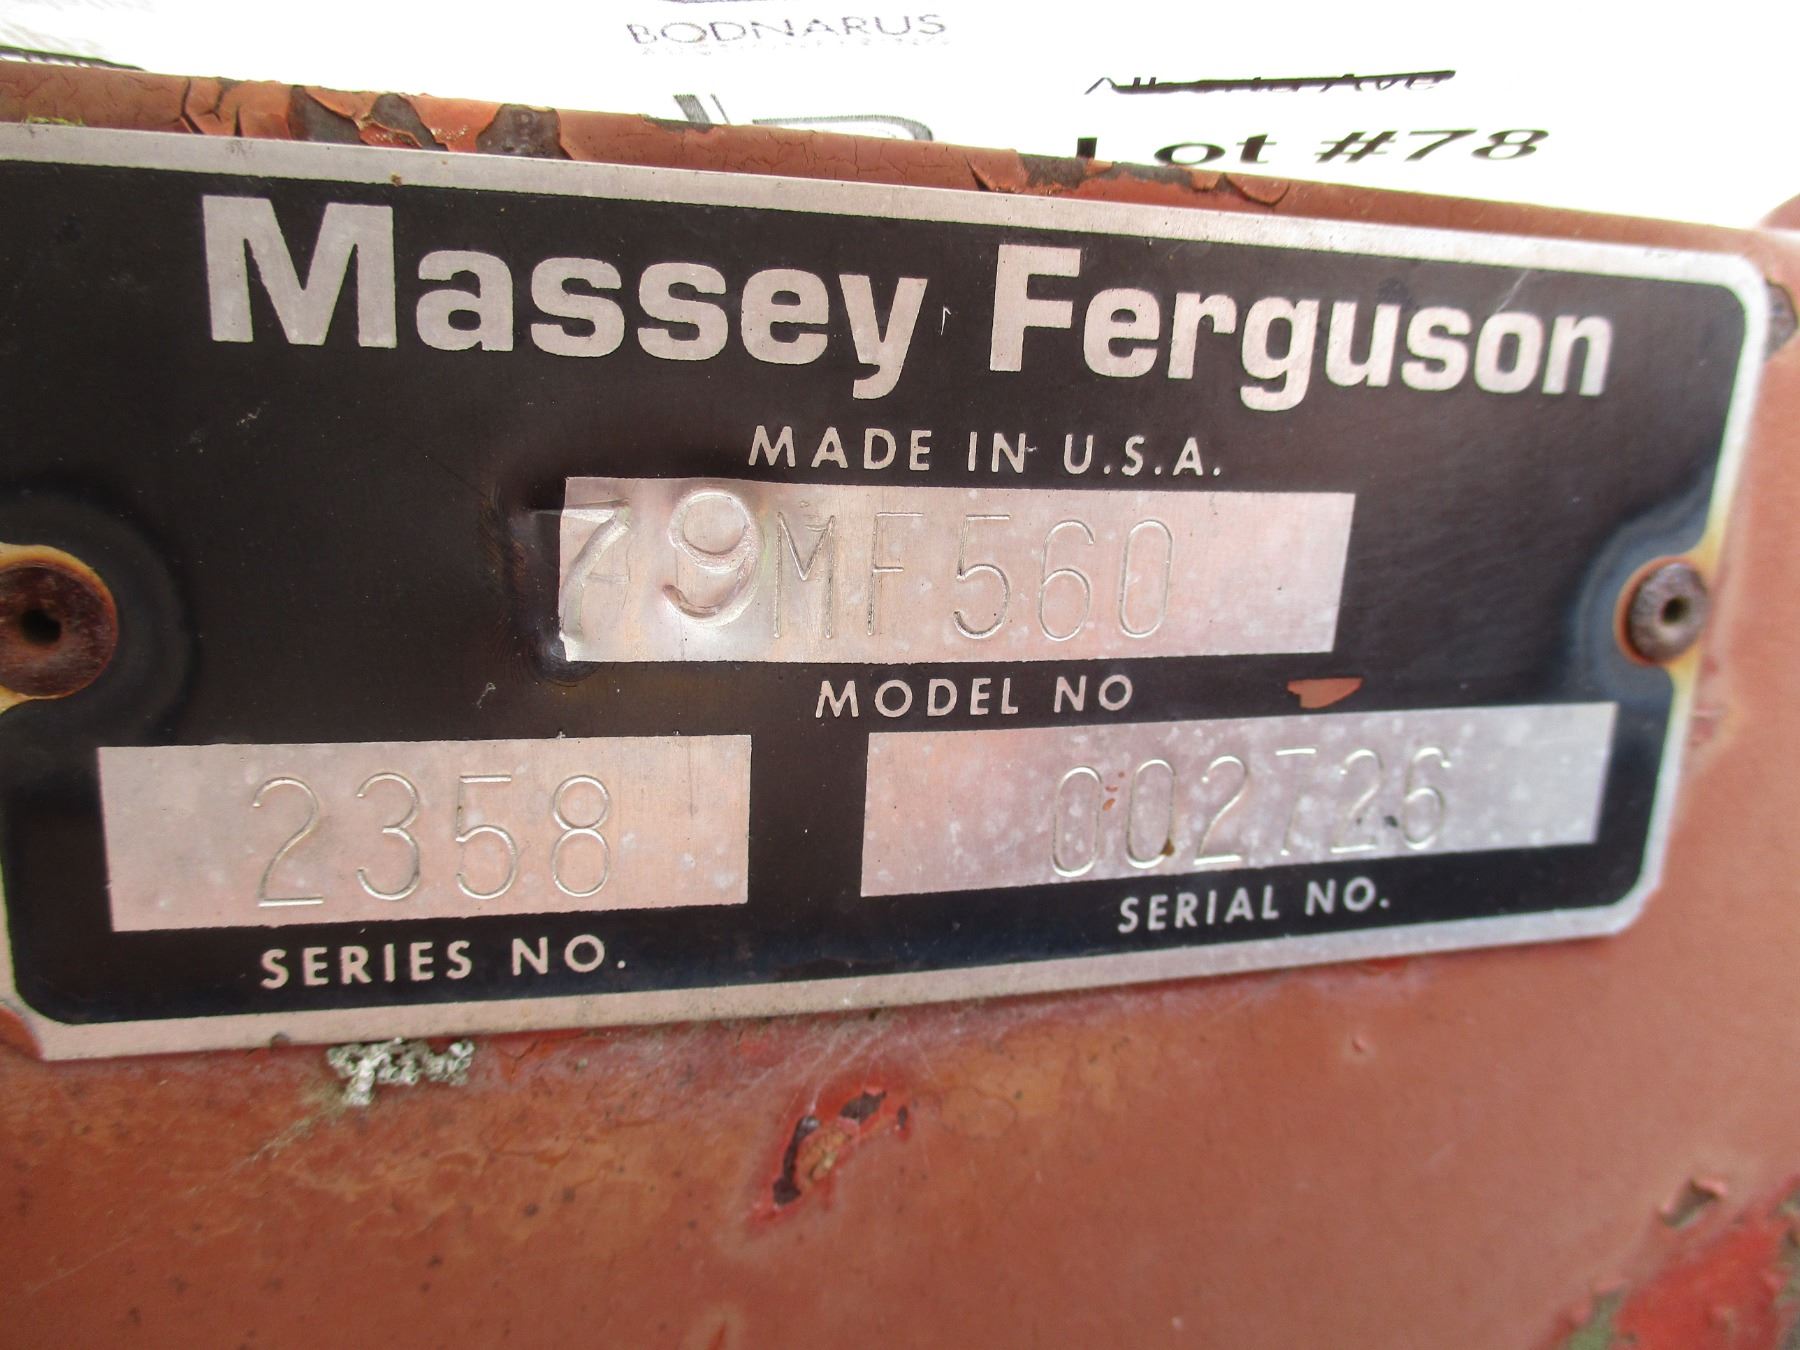 BODNARUS
Lot #78
Massey Ferguson
MADE IN U.S.A.
79MF560
MODEL NO
2358
002726
SERIES NO.
SERIAL NO.